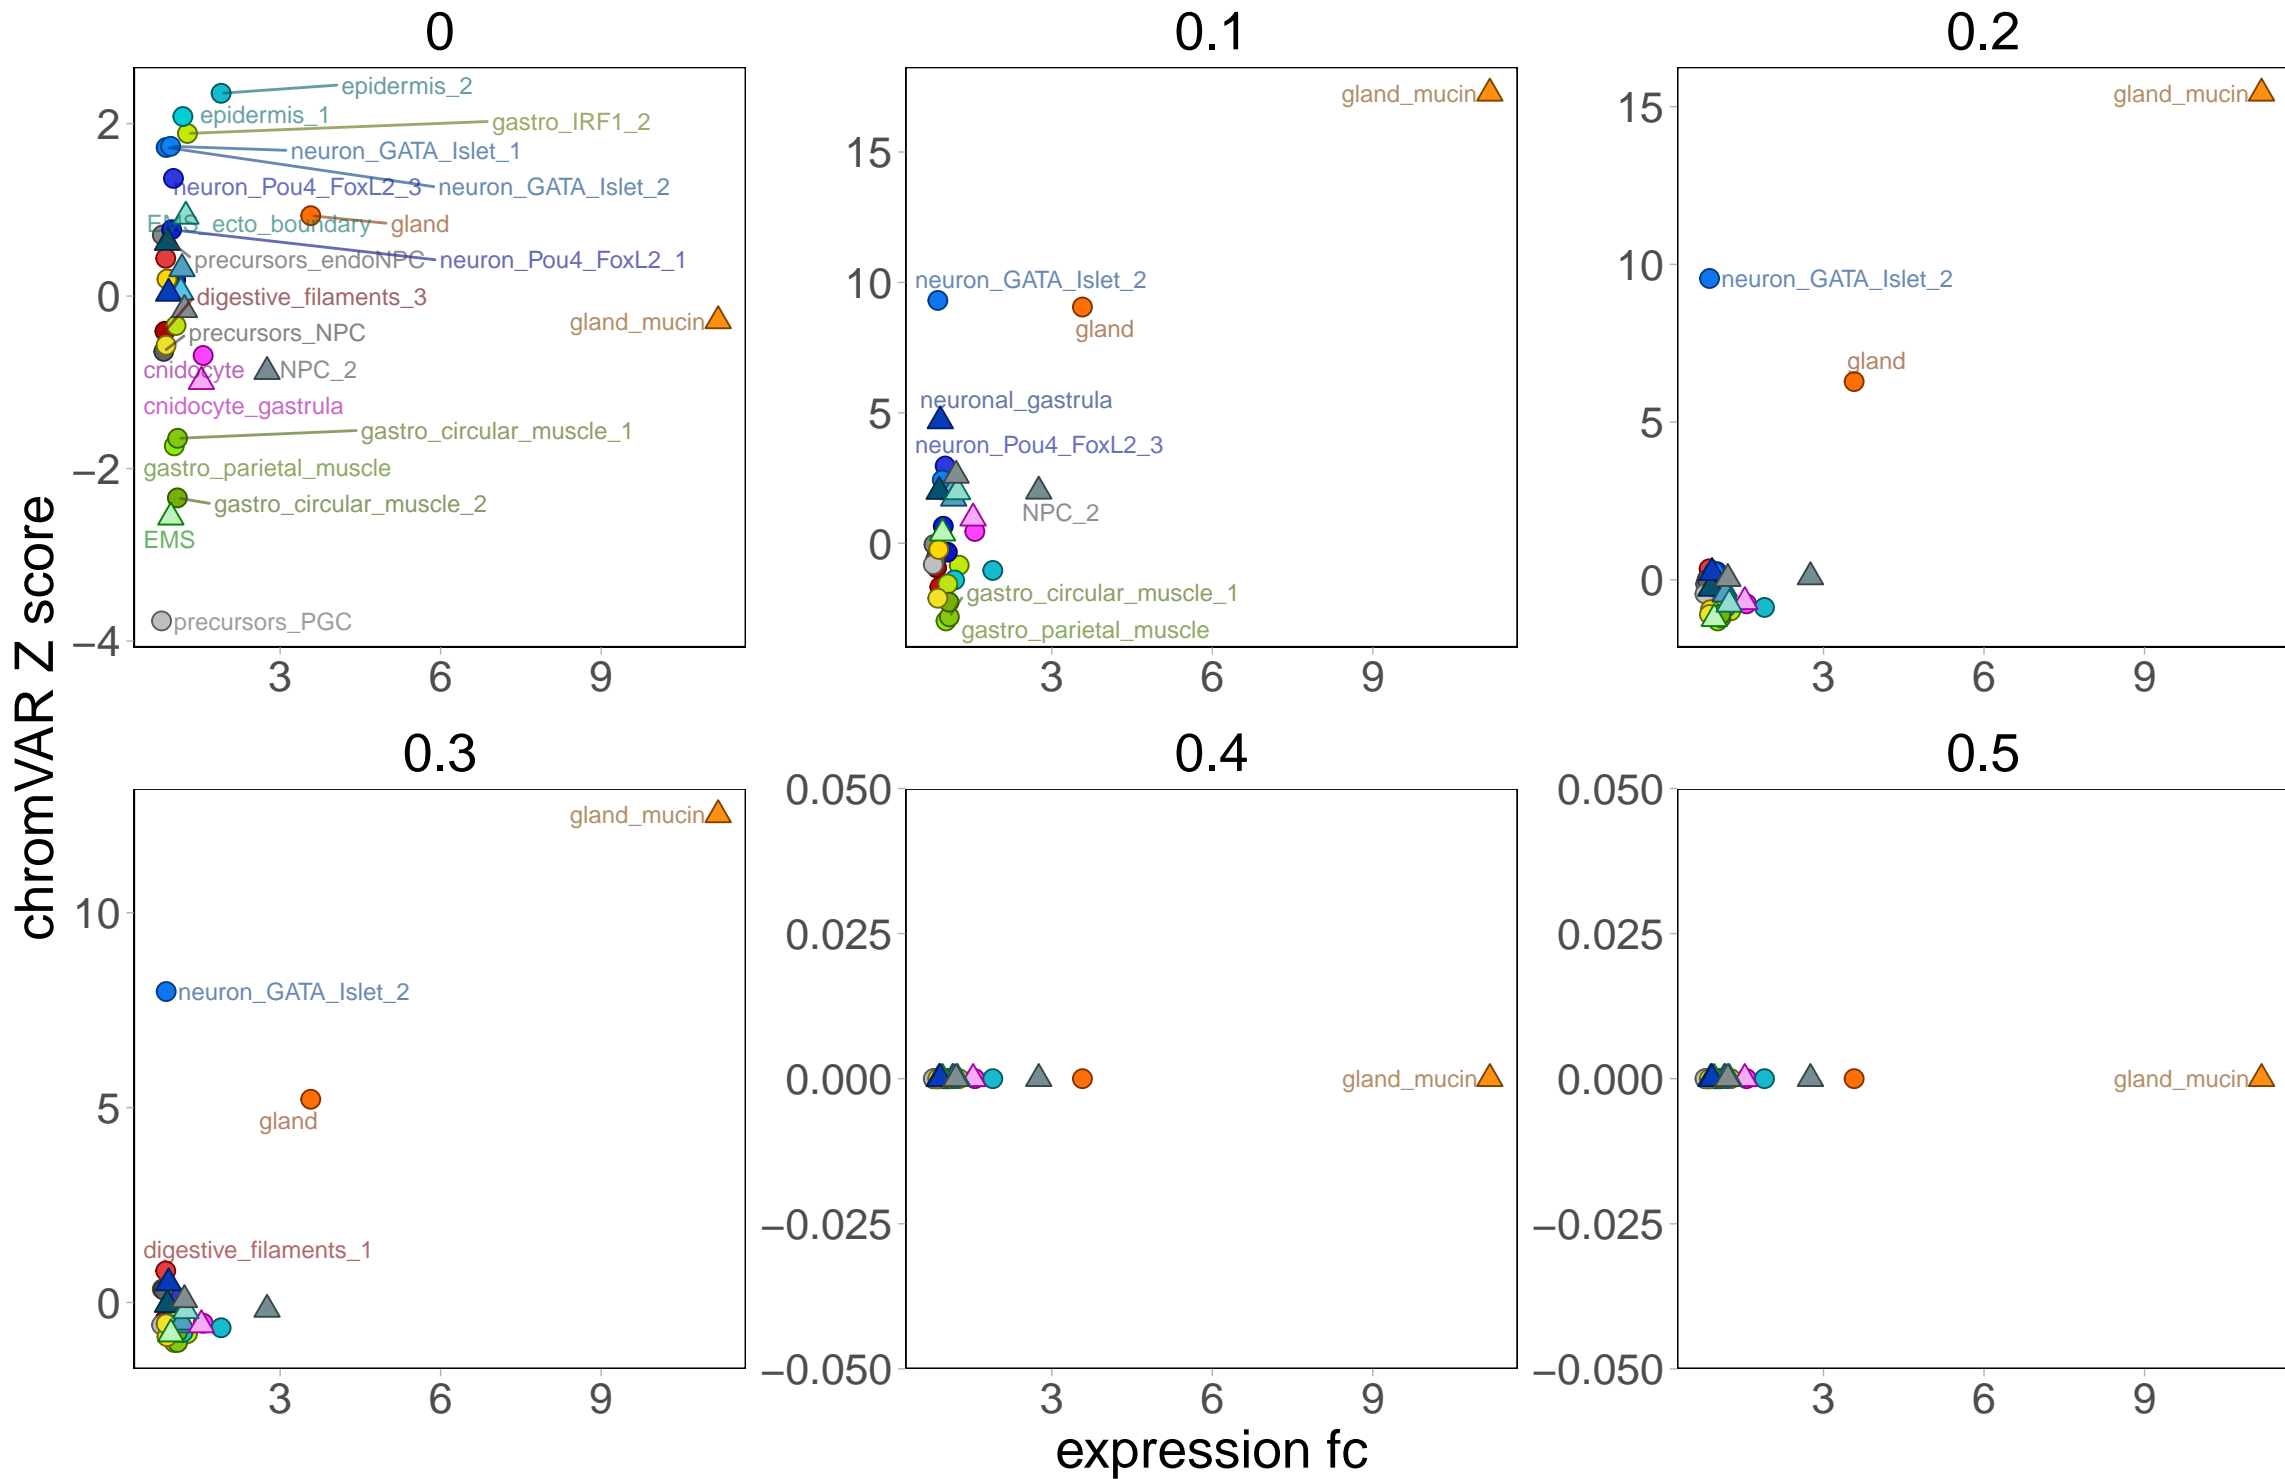 0
0.1
0.2
epidermis_2
epidermis_1
gastro_IRF1_2
neuron_GATA_Islet_1
neuron_Pou4_FoxL2_3
neuron_GATA_Islet_2
EMS_ecto_boundary
gland
precursors_endoNPC
neuron_Pou4_FoxL2_1
digestive_filaments_3
gland_mucin
precursors_NPC
cnidocyte
NPC_2
cnidocyte_gastrula
gastro_circular_muscle_1
gastro_parietal_muscle
gastro_circular_muscle_2
EMS
precursors_PGC
2
0
−2
−4
3
6
9
gland_mucin
neuron_GATA_Islet_2
gland
neuronal_gastrula
neuron_Pou4_FoxL2_3
NPC_2
gastro_circular_muscle_1
gastro_parietal_muscle
15
10
5
0
3
6
9
gland_mucin
neuron_GATA_Islet_2
gland
15
10
5
0
3
6
9
chromVAR Z score
0.3
0.4
0.5
gland_mucin
neuron_GATA_Islet_2
gland
digestive_filaments_1
10
5
0
3
6
9
0.050
0.025
0.000
−0.025
−0.050
gland_mucin
3
6
9
0.050
0.025
0.000
−0.025
−0.050
gland_mucin
3
6
9
expression fc